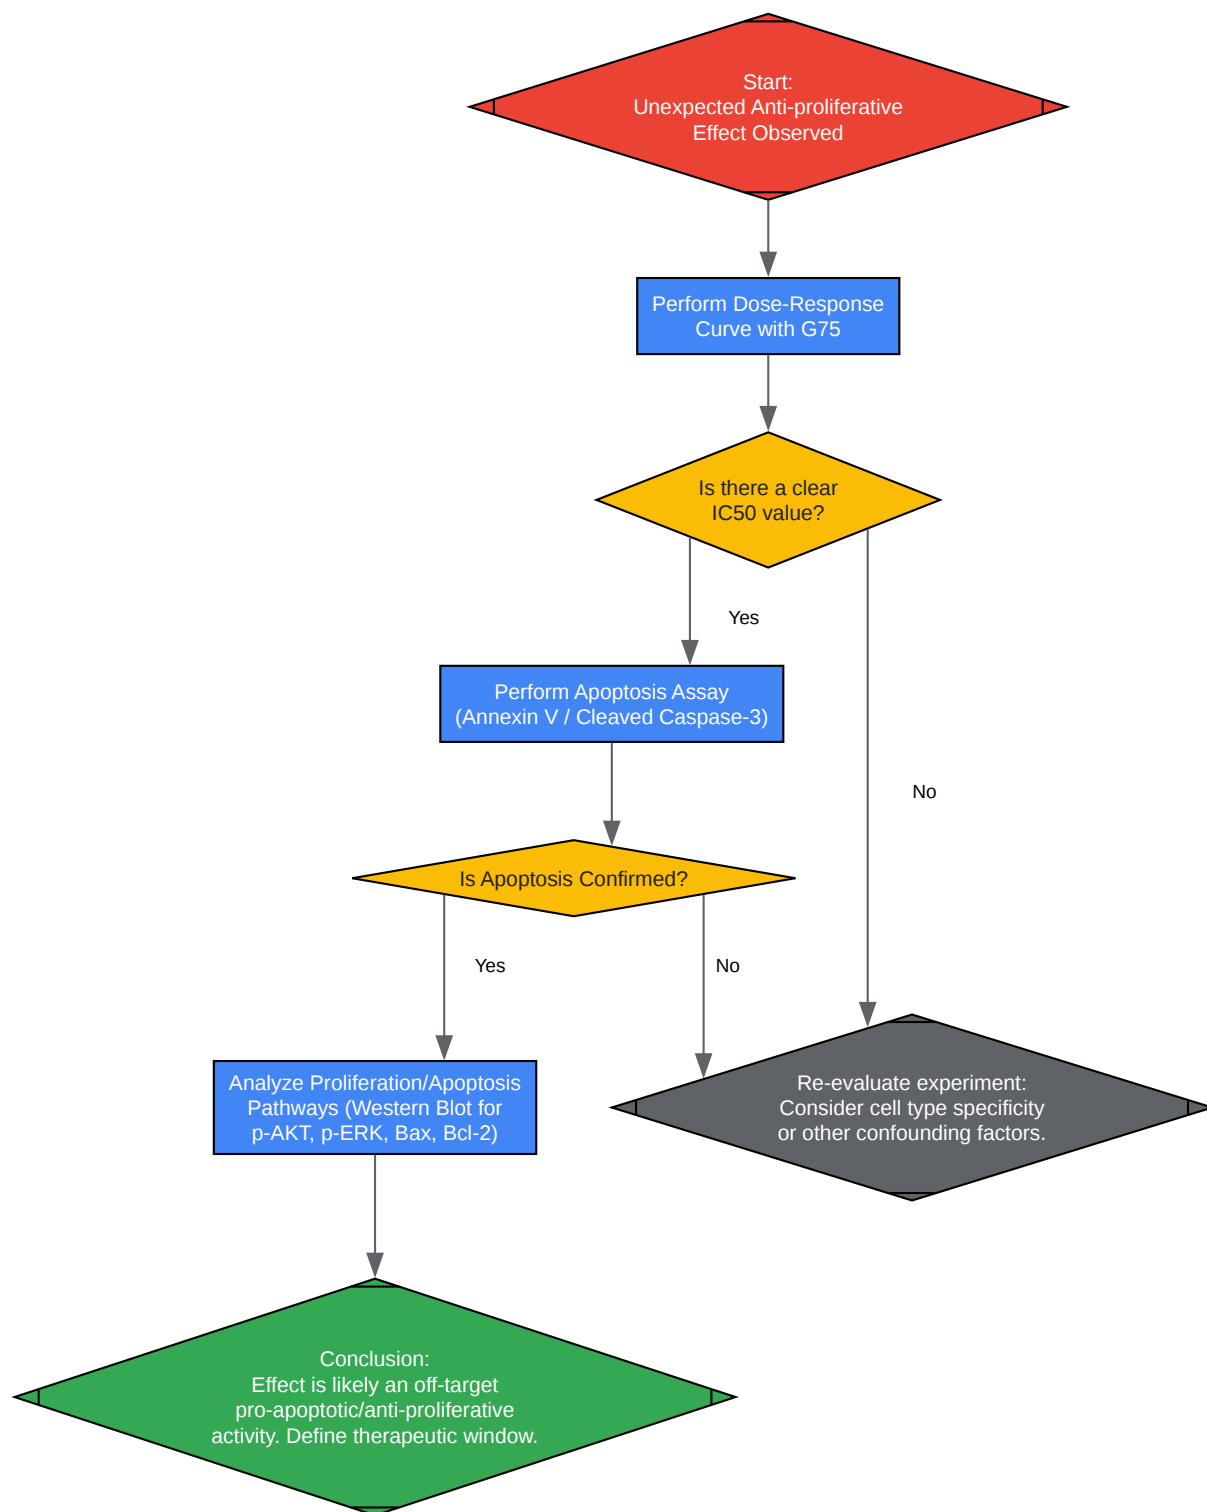 Start:
Unexpected Anti-proliferative
Effect Observed
Perform Dose-Response
Curve with G75
Is there a clear
IC50 value?
Yes
Perform Apoptosis Assay
(Annexin V / Cleaved Caspase-3)
No
Is Apoptosis Confirmed?
Yes
No
Analyze Proliferation/Apoptosis
Pathways (Western Blot for
p-AKT, p-ERK, Bax, Bcl-2)
Re-evaluate experiment:
Consider cell type specificity
or other confounding factors.
Conclusion:
Effect is likely an off-target
pro-apoptotic/anti-proliferative
activity. Define therapeutic window.